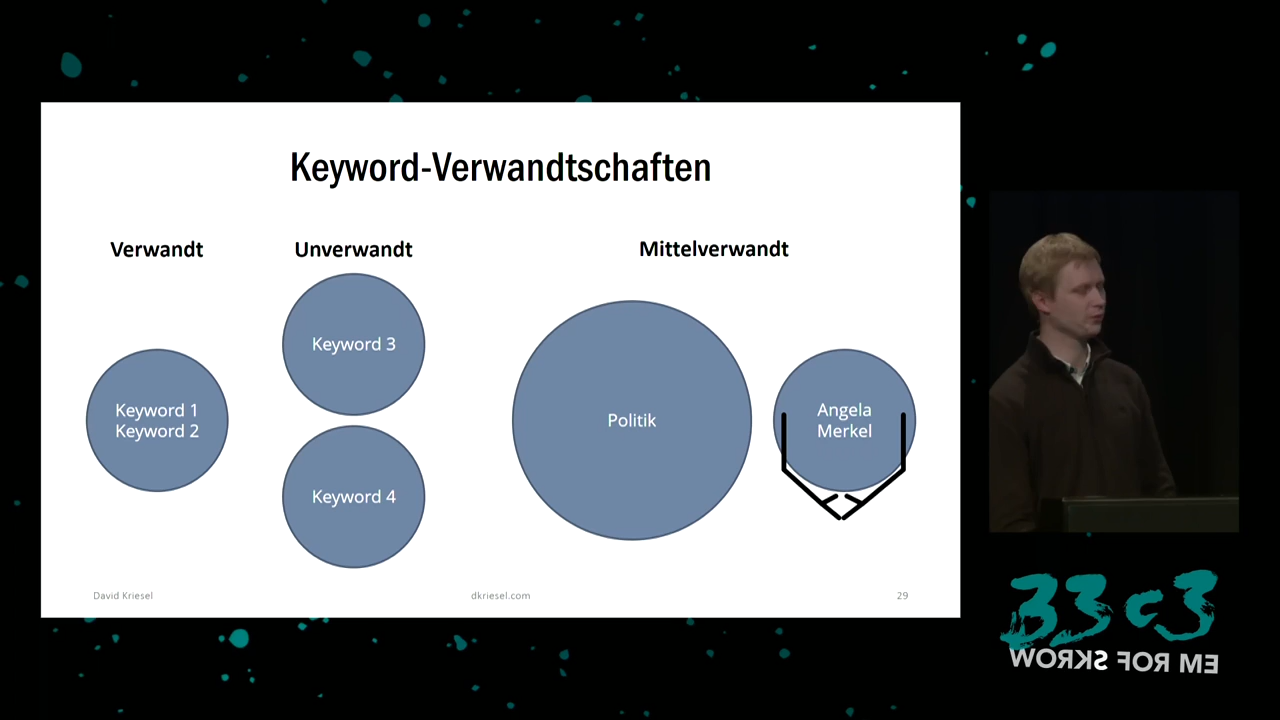 Keyword-Verwandtschaften
Verwandt
Unverwandt
Mittelverwandt
Keyword 1
Keyword 2
Keyword 3
Keyword 4
Politik
Angela
Merkel
David Kriesel
dkriesel.com
29
33c3
WORKS FOR ME